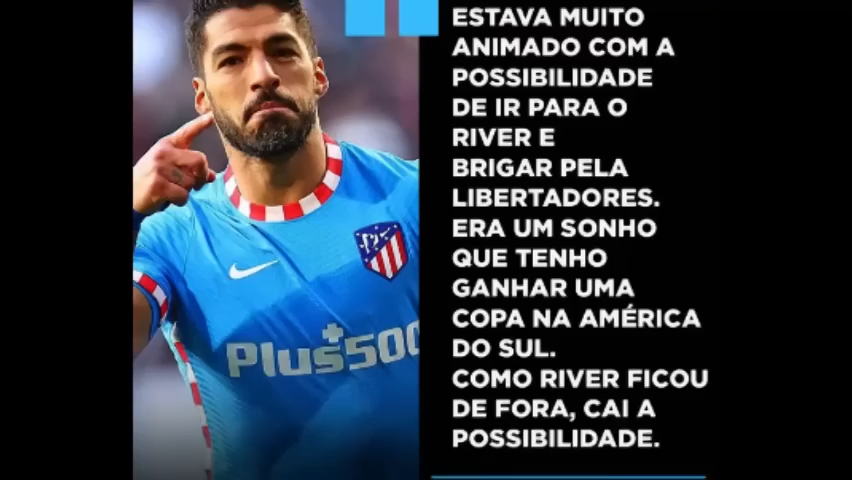 ESTAVA MUITO
ANIMADO COM A
POSSIBILIDADE
DE IR PARA O
RIVER E
BRIGAR PELA
LIBERTADORES.
ERA UM SONHO
QUE TENHO
GANHAR UMA
COPA NA AMÉRICA
DO SUL.
COMO RIVER FICOU
DE FORA, CAI A
POSSIBILIDADE.
Plus500